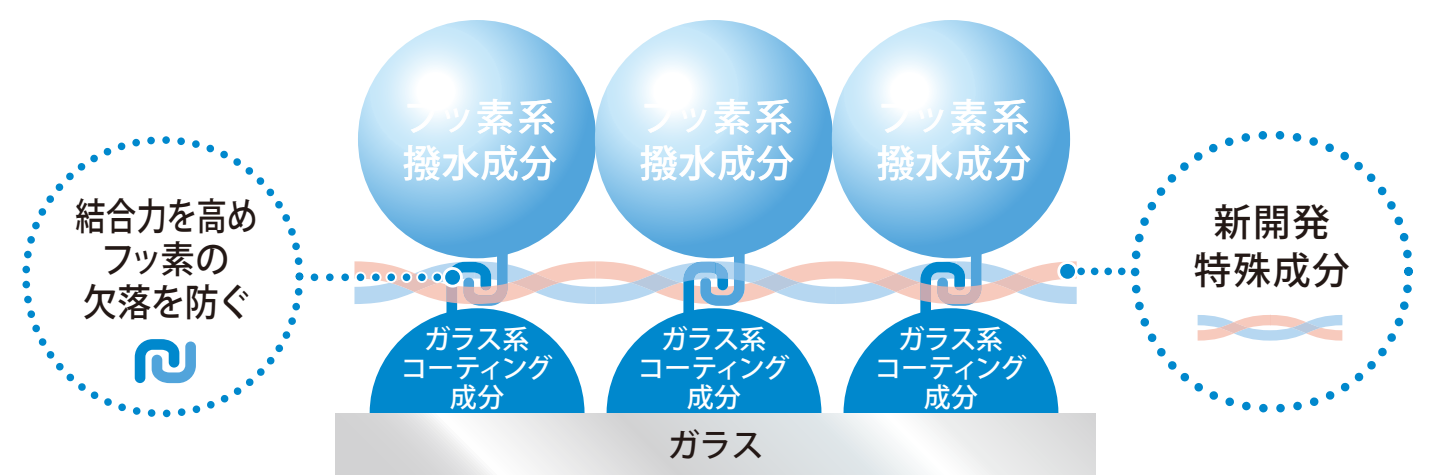 フッ素系
撥水成分
フッ素系
撥水成分
フッ素系
撥水成分
結合力を高め
フッ素の
欠落を防ぐ
新開発
特殊成分
ガラス系
コーティング
成分
ガラス系
コーティング
成分
ガラス系
コーティング
成分
ガラス